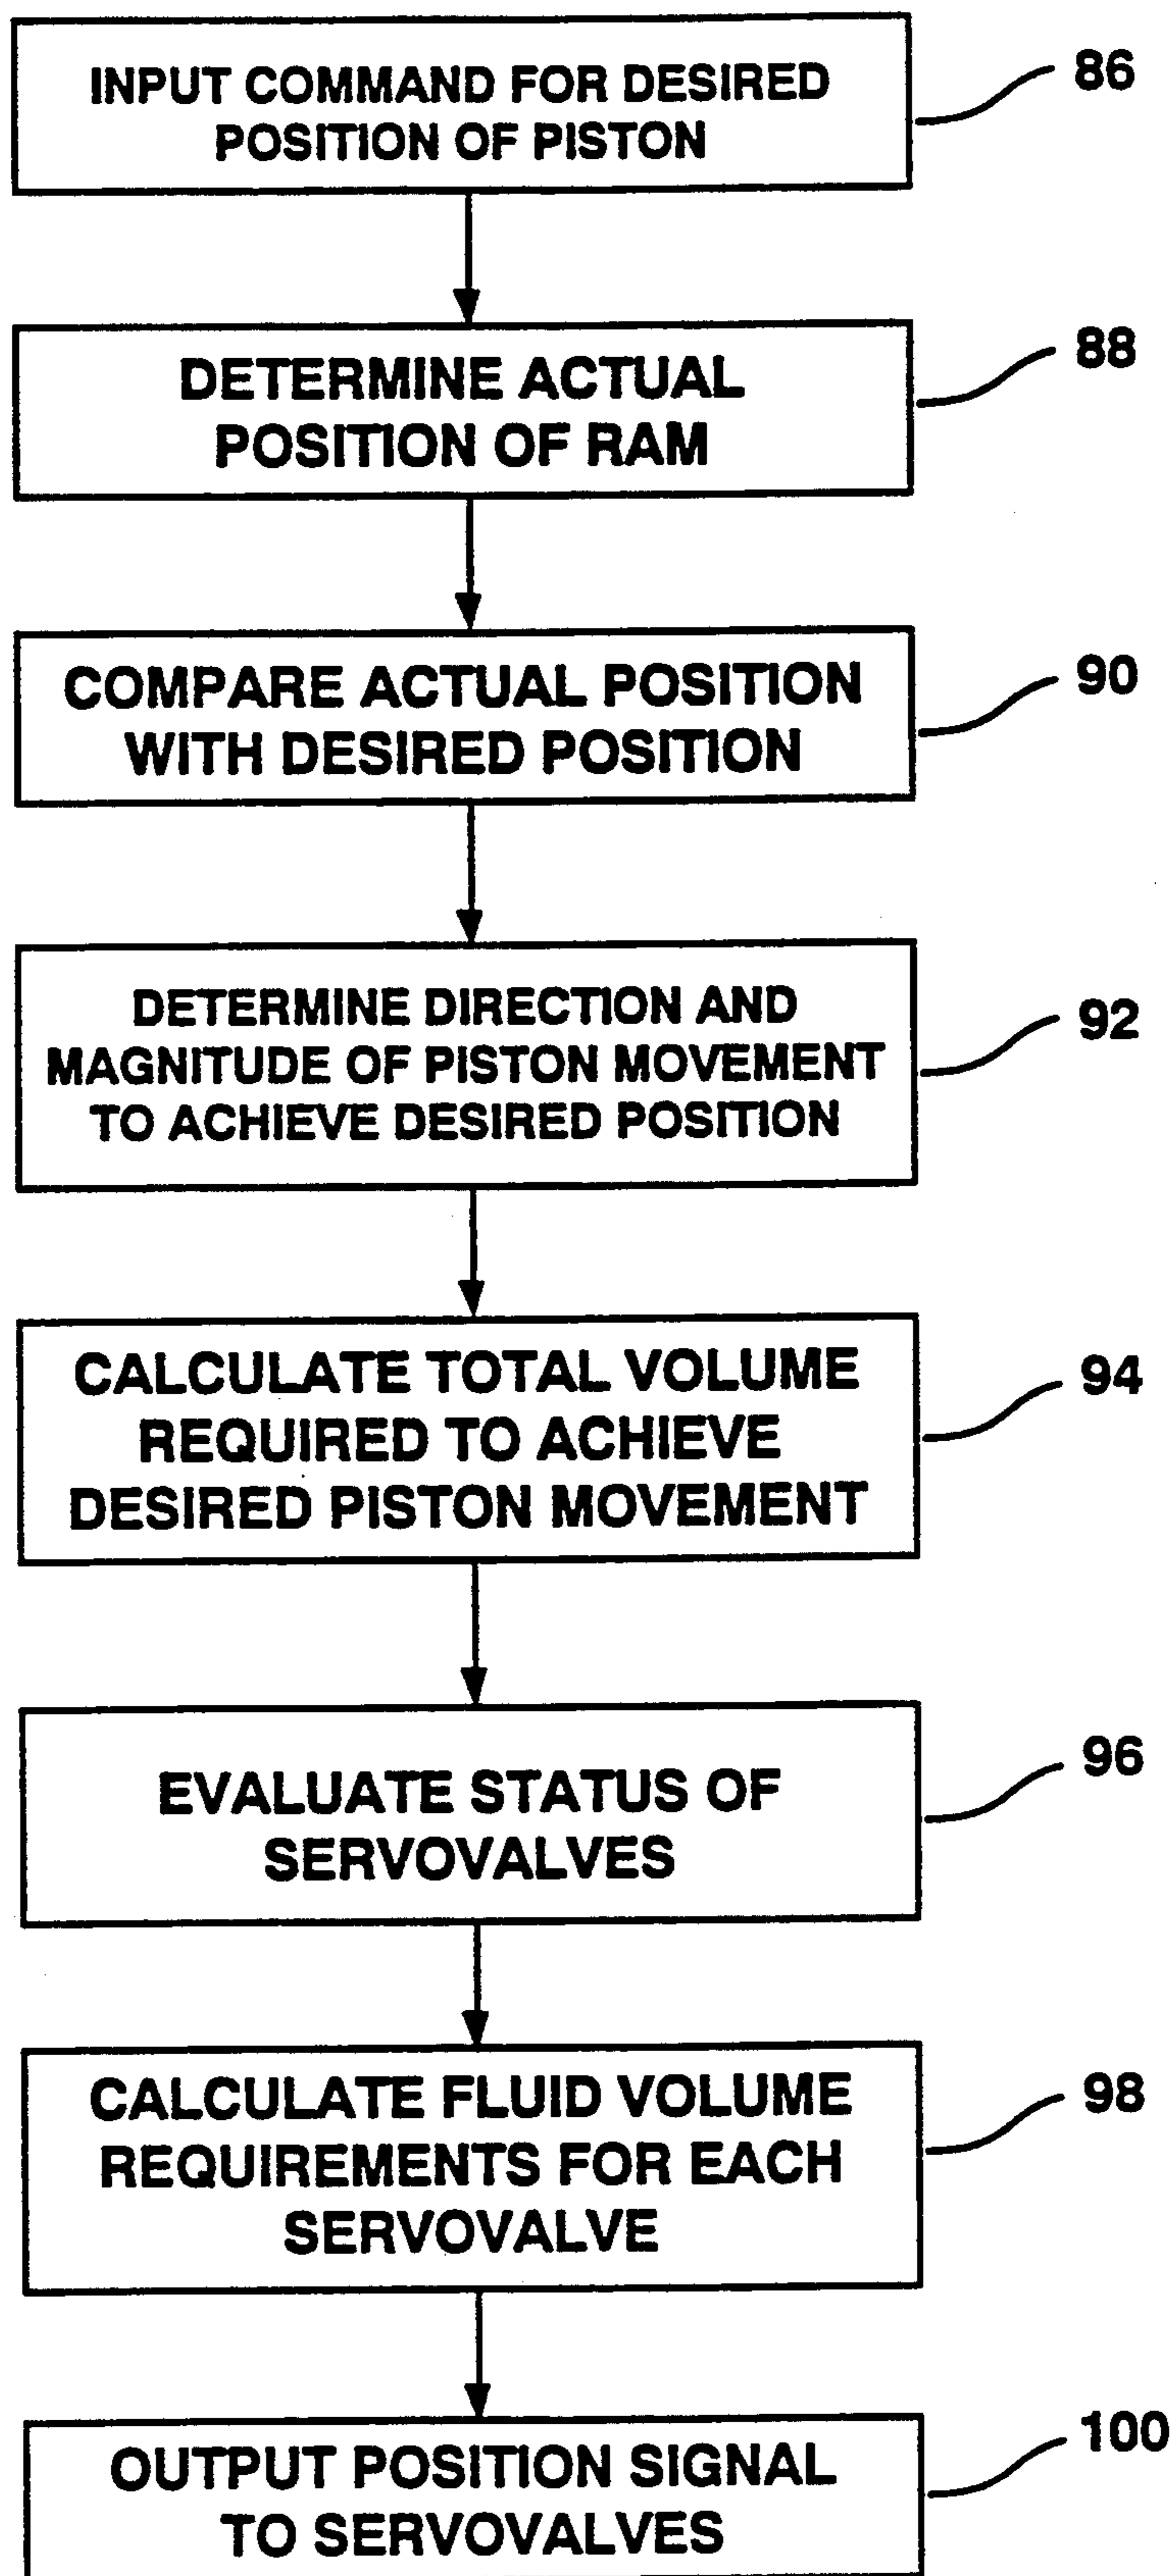 INPUT COMMAND FOR DESIRED
POSITION OF PISTON
86
DETERMINE ACTUAL
POSITION OF RAM
88
COMPARE ACTUAL POSITION
WITH DESIRED POSITION
90
DETERMINE DIRECTION AND
MAGNITUDE OF PISTON MOVEMENT
TO ACHIEVE DESIRED POSITION
92
CALCULATE TOTAL VOLUME
REQUIRED TO ACHIEVE
DESIRED PISTON MOVEMENT
94
EVALUATE STATUS OF
SERVOVALVES
96
CALCULATE FLUID VOLUME
REQUIREMENTS FOR EACH
SERVOVALVE
98
OUTPUT POSITION SIGNAL
TO SERVOVALVES
100